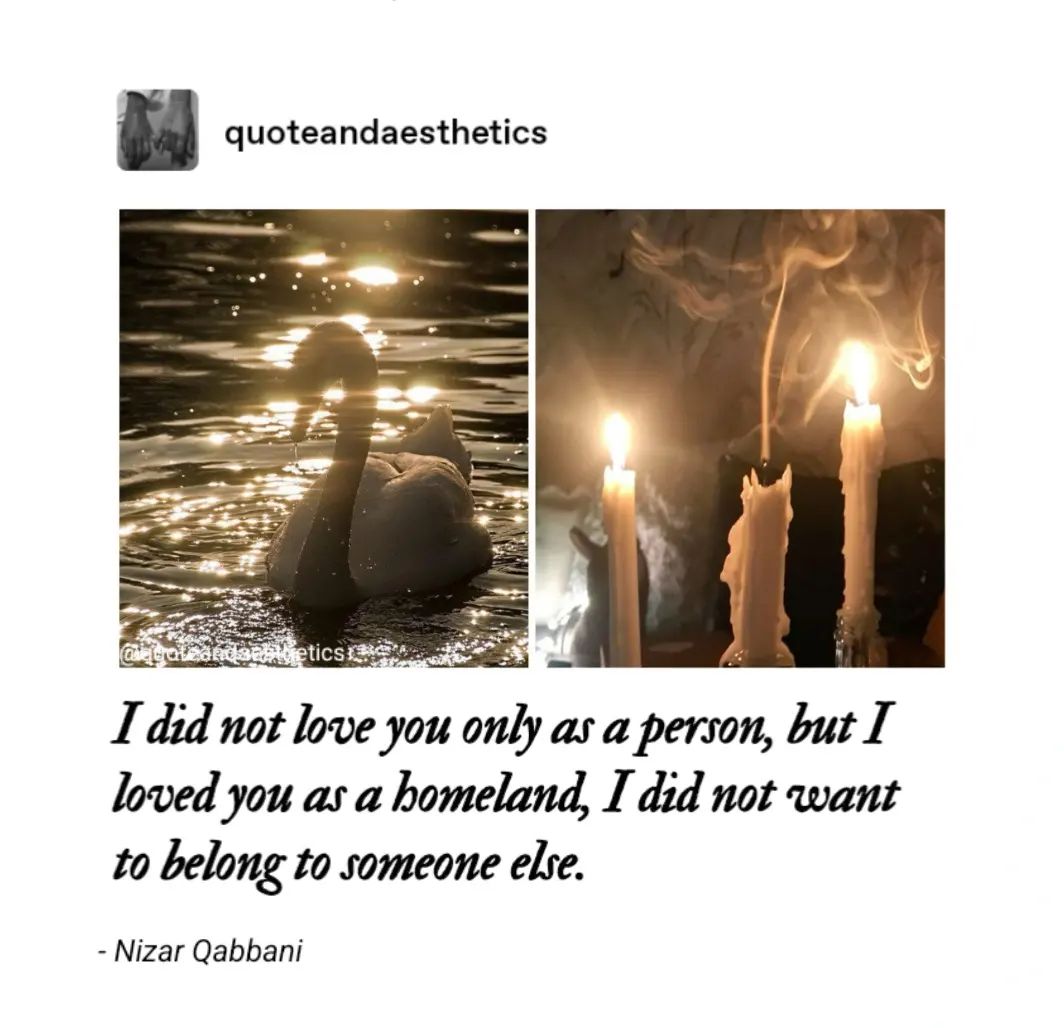 quoteandaesthetics
@quoteandaesthetics
I did not love you only as a person, but I
loved you as a homeland, I did not want
to belong to someone else.
- Nizar Qabbani